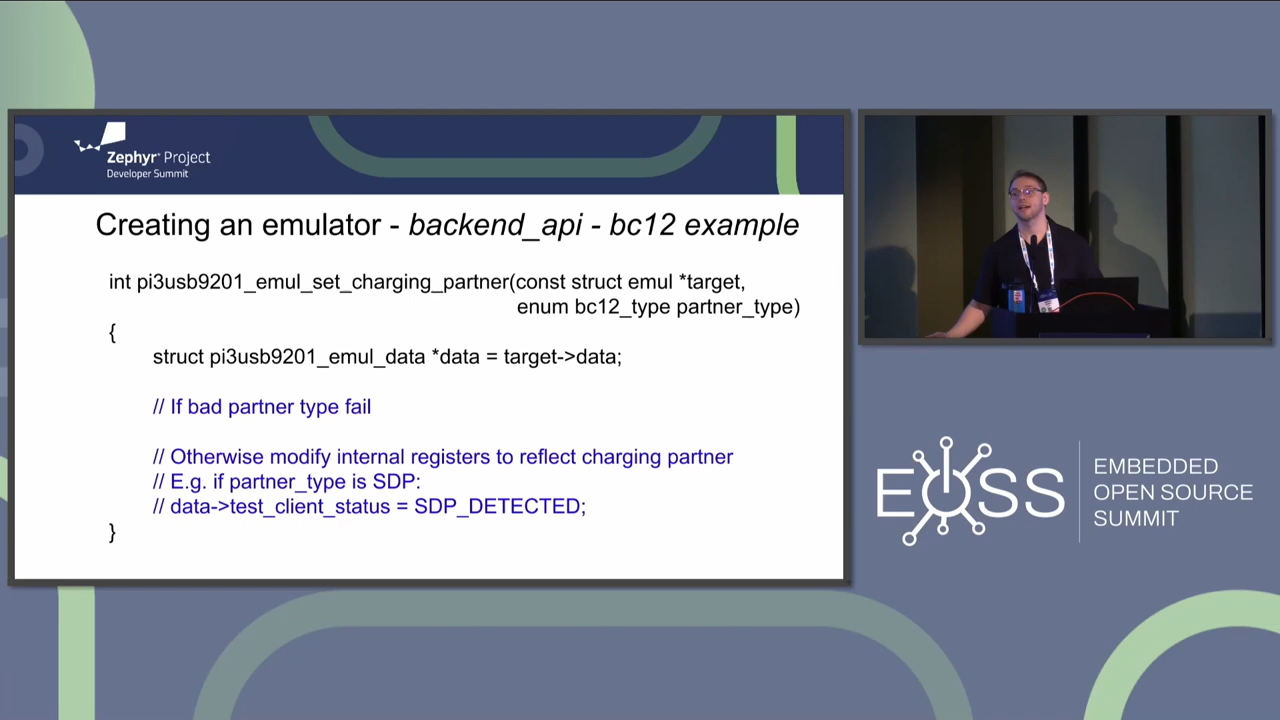 Zephyr® Project
Developer Summit
Creating an emulator - backend_api - bc12 example
int pi3usb9201_emul_set_charging_partner(const struct emul *target,
enum bc12_type partner_type)
{
struct pi3usb9201_emul_data *data = target->data;
// If bad partner type fail
// Otherwise modify internal registers to reflect charging partner
// E.g. if partner_type is SDP:
// data->test_client_status = SDP_DETECTED;
}
EOSS
EMBEDDED
OPEN SOURCE
SUMMIT